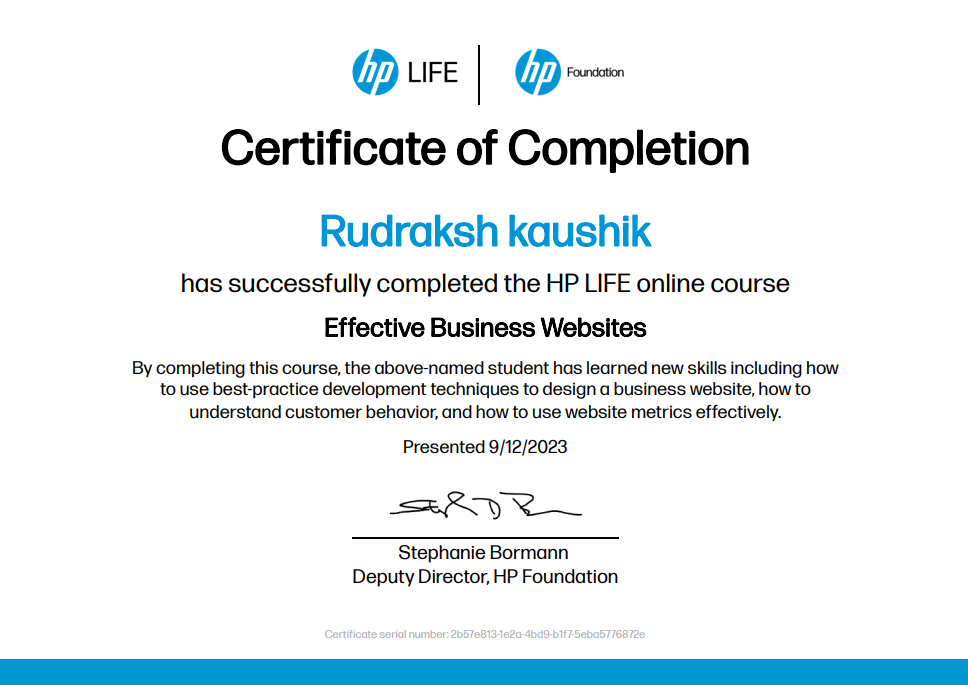 hp LIFE
hp Foundation
Certificate of Completion
Rudraksh kaushik
has successfully completed the HP LIFE online course
Effective Business Websites
By completing this course, the above-named student has learned new skills including how
to use best-practice development techniques to design a business website, how to
understand customer behavior, and how to use website metrics effectively.
Presented 9/12/2023
Stephanie Bormann
Deputy Director, HP Foundation
Certificate serial number: 2b57e813-1e2a-4bd9-b1f7-5eba5776872e